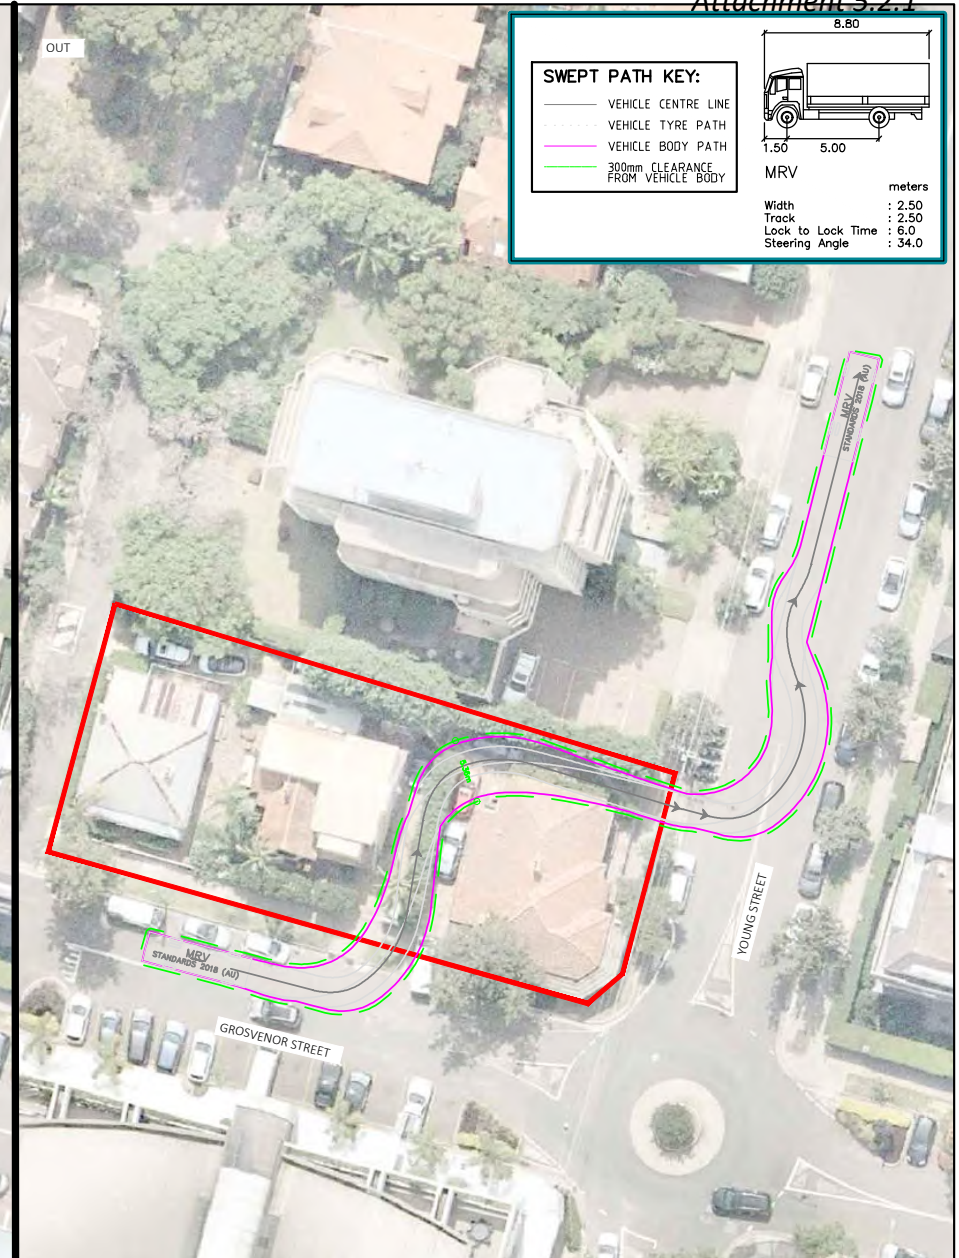 Attachment 5.2.1
OUT
SWEPT PATH KEY:
VEHICLE CENTRE LINE
VEHICLE TYRE PATH
VEHICLE BODY PATH
300mm CLEARANCE
FROM VEHICLE BODY
8.80
1.50
5.00
MRV
meters
Width : 2.50
Track : 2.50
Lock to Lock Time : 6.0
Steering Angle : 34.0
MRV
STANDARDS 2018 (AU)
MRV
STANDARDS 2018 (AU)
YOUNG STREET
GROSVENOR STREET